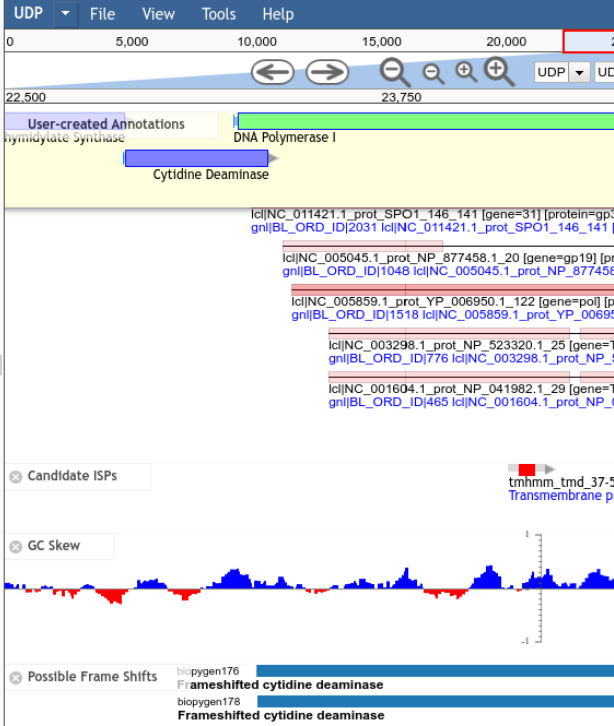 UDP File View Tools Help
0 5,000 10,000 15,000 20,000
UDP UD
22,500 23,750
User-created Annotations
hymidylate Synthase DNA Polymerase I
Cytidine Deaminase
lcl|NC_011421.1_prot_SPO1_146_141 [gene=31] [protein=gp3
gnl|BL_ORD_ID|2031 lcl|NC_011421.1_prot_SPO1_146_141 [
lcl|NC_005045.1_prot_NP_877458.1_20 [gene=gp19] [pr
gnl|BL_ORD_ID|1048 lcl|NC_005045.1_prot_NP_877458
lcl|NC_005859.1_prot_YP_006950.1_122 [gene=pol] [p
gnl|BL_ORD_ID|1518 lcl|NC_005859.1_prot_YP_00695
lcl|NC_003298.1_prot_NP_523320.1_25 [gene=T
gnl|BL_ORD_ID|776 lcl|NC_003298.1_prot_NP_5
lcl|NC_001604.1_prot_NP_041982.1_29 [gene=T
gnl|BL_ORD_ID|465 lcl|NC_001604.1_prot_NP_0
Candidate ISPs
tmhmm_tmd_37-5
Transmembrane p
GC Skew
1
-1
Possible Frame Shifts
biopygen176
Frameshifted cytidine deaminase
biopygen178
Frameshifted cytidine deaminase